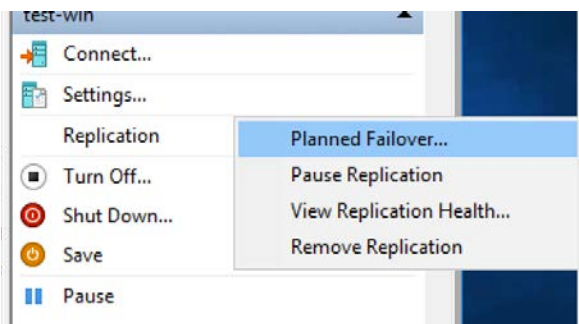 test-win
Connect...
Settings...
Replication
Planned Failover...
Turn Off...
Pause Replication
Shut Down...
View Replication Health...
Save
Remove Replication
Pause